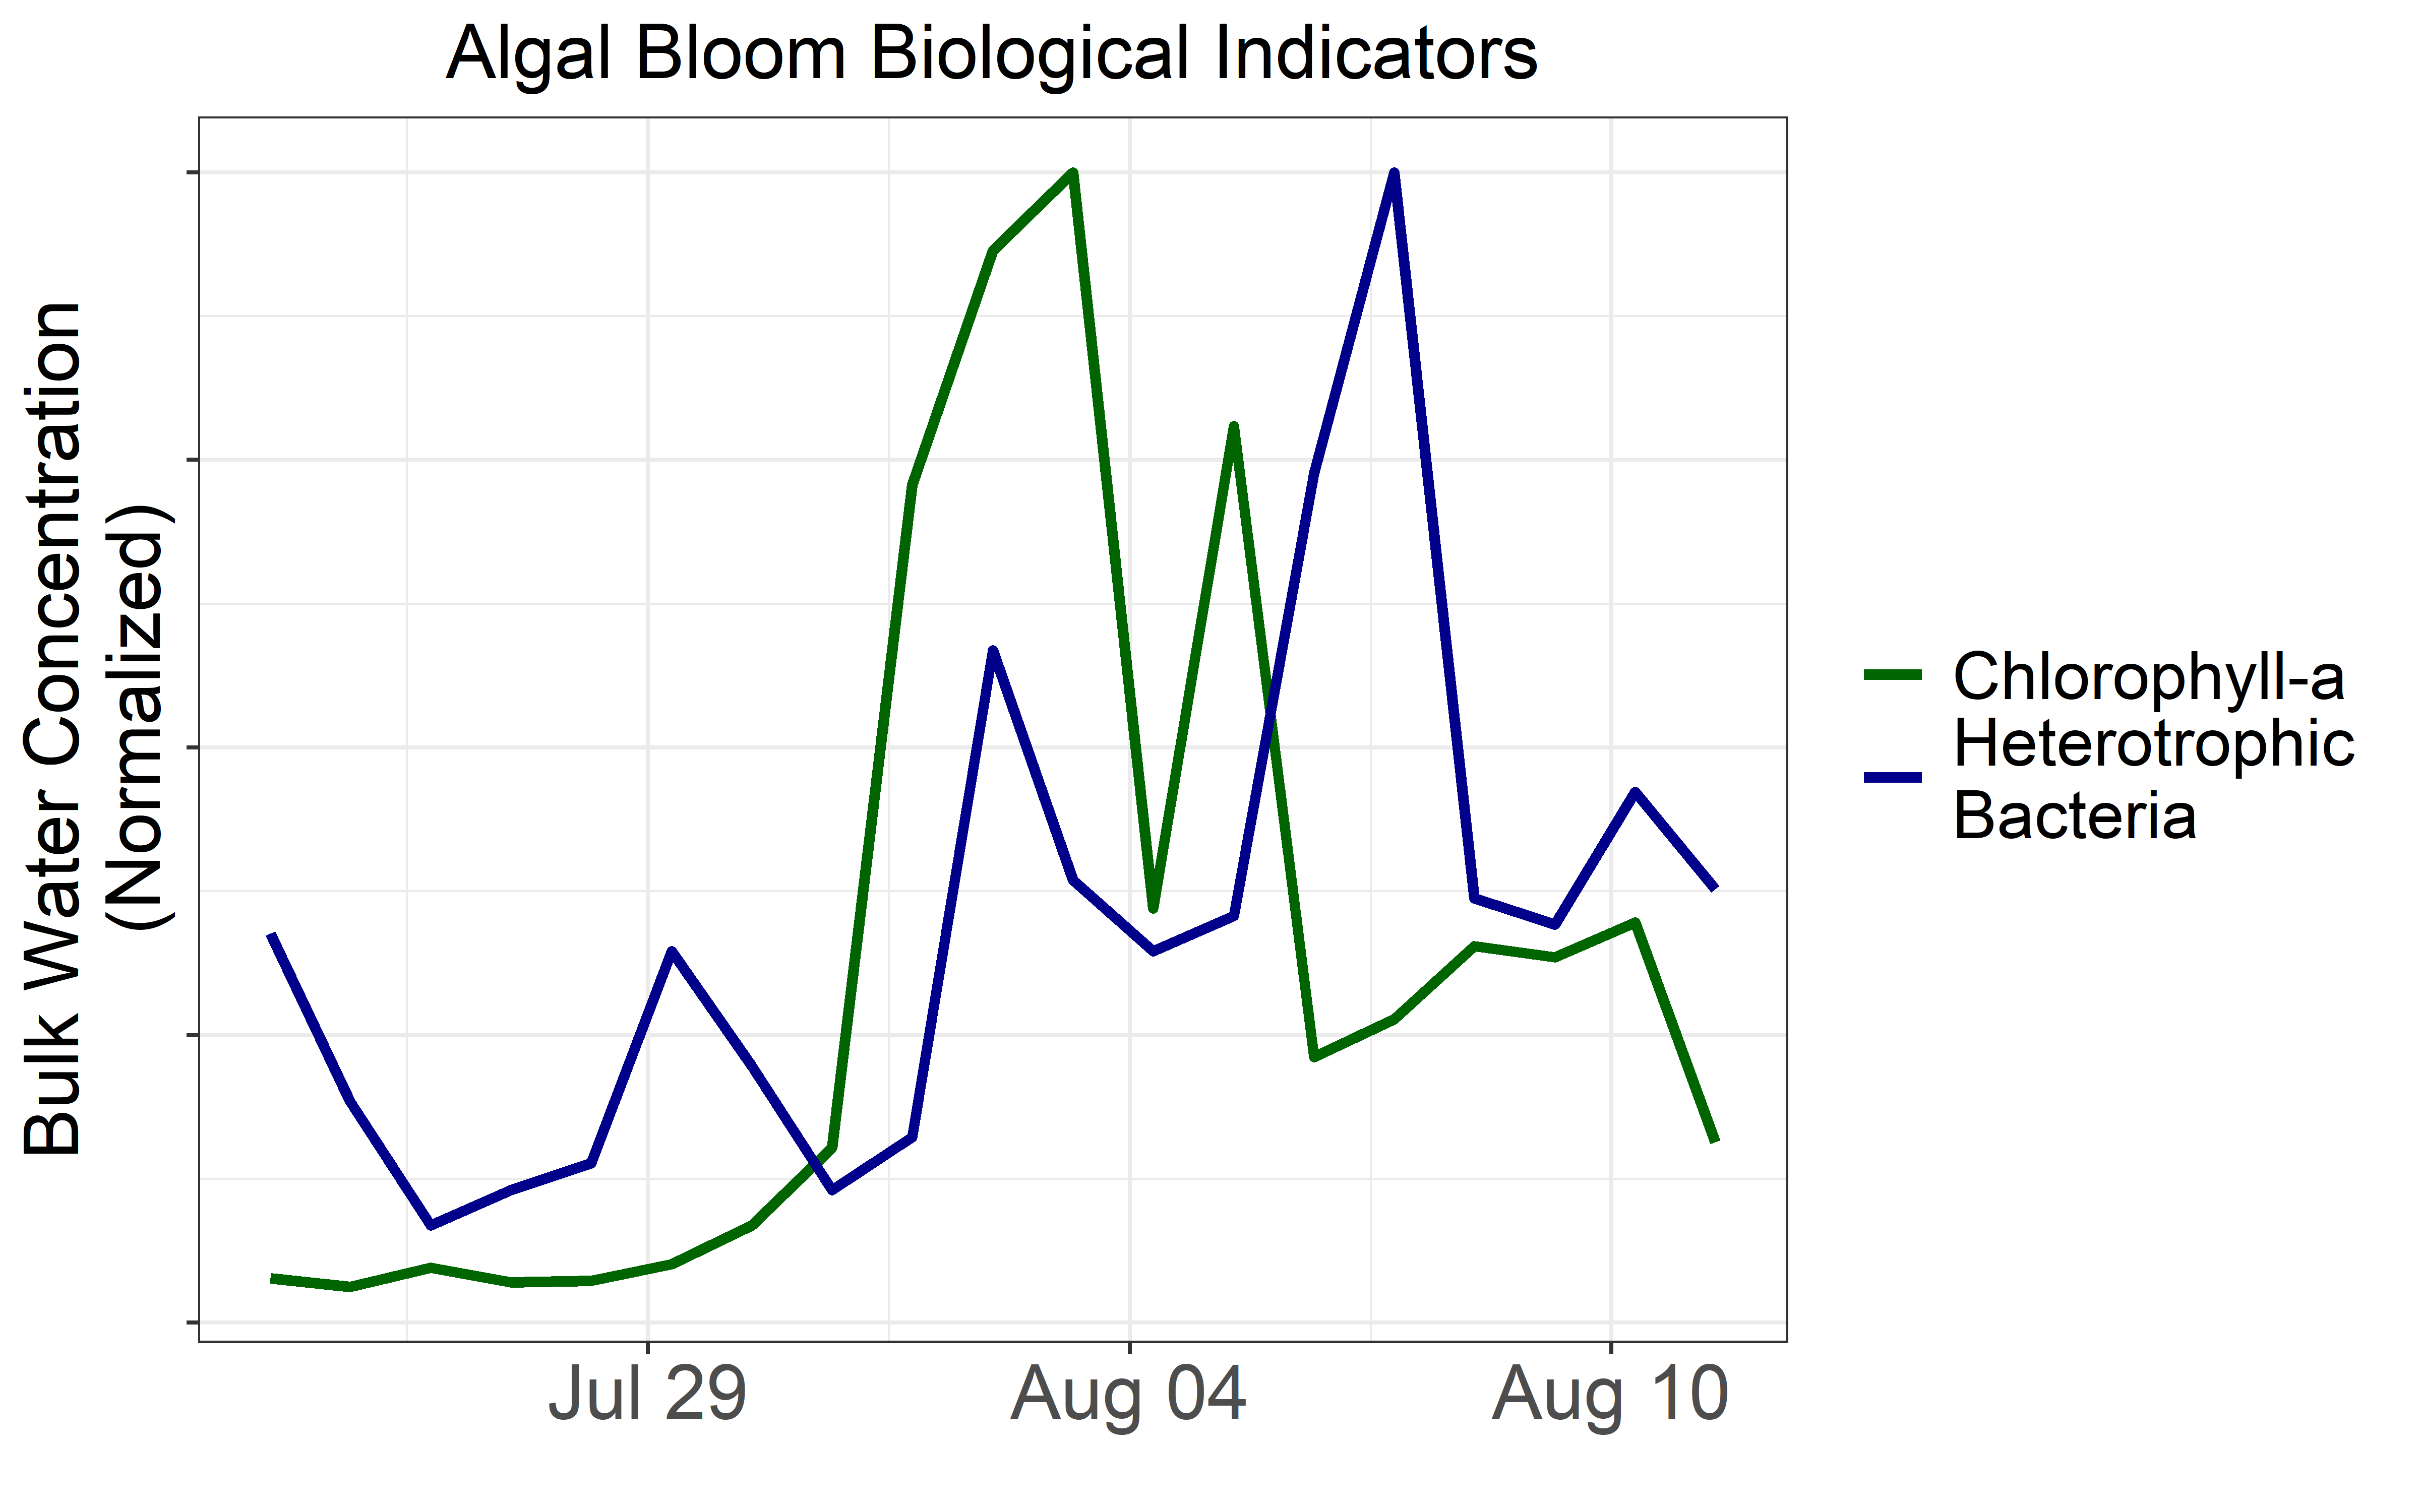 Algal Bloom Biological Indicators
Bulk Water Concentration
(Normalized)
Chlorophyll-a
Heterotrophic
Bacteria
Jul 29
Aug 04
Aug 10